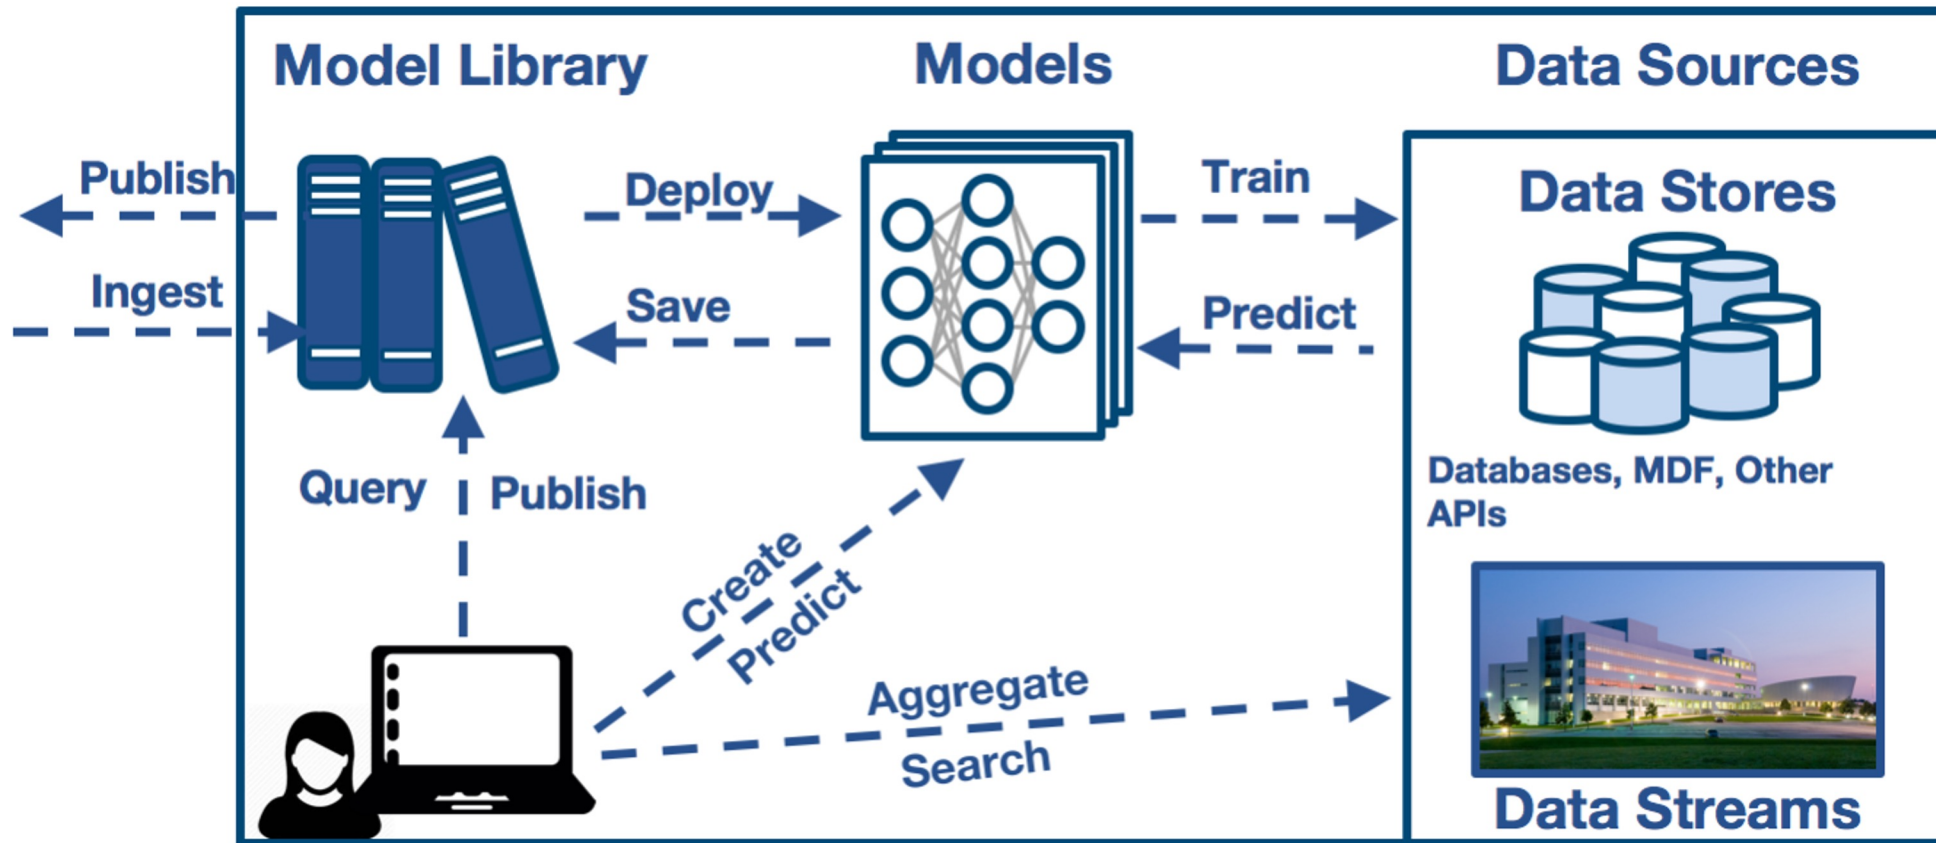 Model Library
Models
Data Sources
Publish
Deploy
Train
Data Stores
Ingest
Save
Predict
Databases, MDF, Other
APIs
Query
Publish
Create
Predict
Aggregate
Search
Data Streams